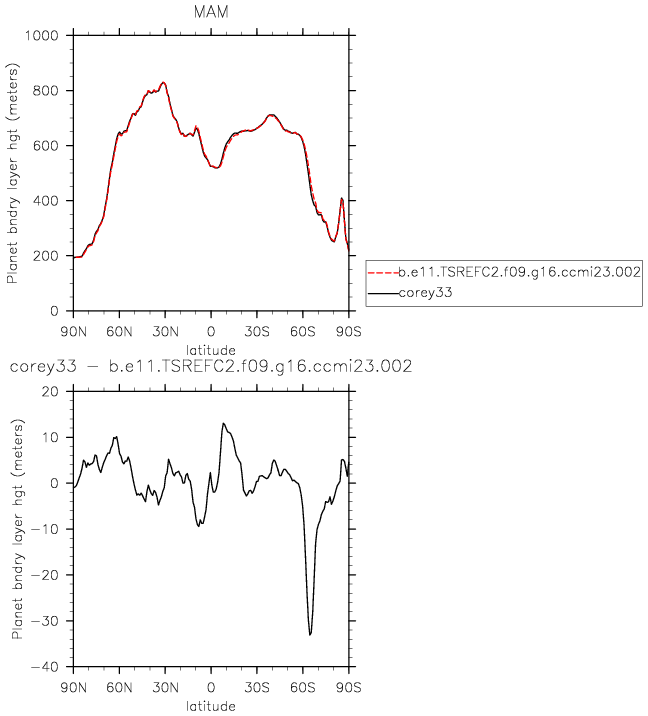 MAM
1000
800
600
400
200
0
Planet bndry layer hgt (meters)
90N 60N 30N 0 30S 60S 90S
latitude
b.e11.TSREFC2.f09.g16.ccmi23.002
corey33
corey33 − b.e11.TSREFC2.f09.g16.ccmi23.002
20
10
0
−10
−20
−30
−40
Planet bndry layer hgt (meters)
90N 60N 30N 0 30S 60S 90S
latitude